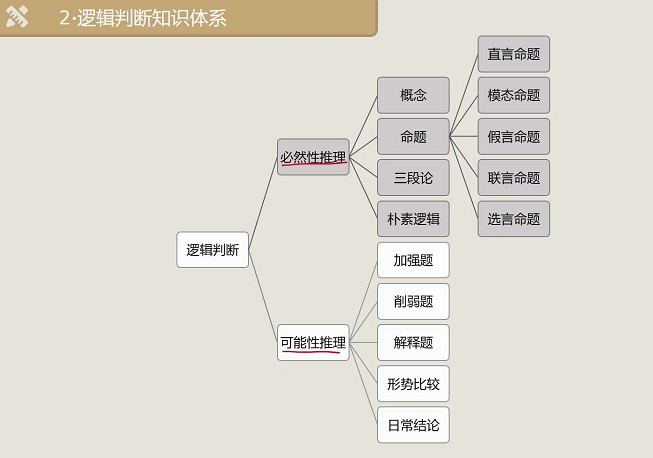 2·逻辑判断知识体系
逻辑判断
必然性推理
概念
命题
直言命题
模态命题
假言命题
联言命题
选言命题
三段论
朴素逻辑
可能性推理
加强题
削弱题
解释题
形势比较
日常结论